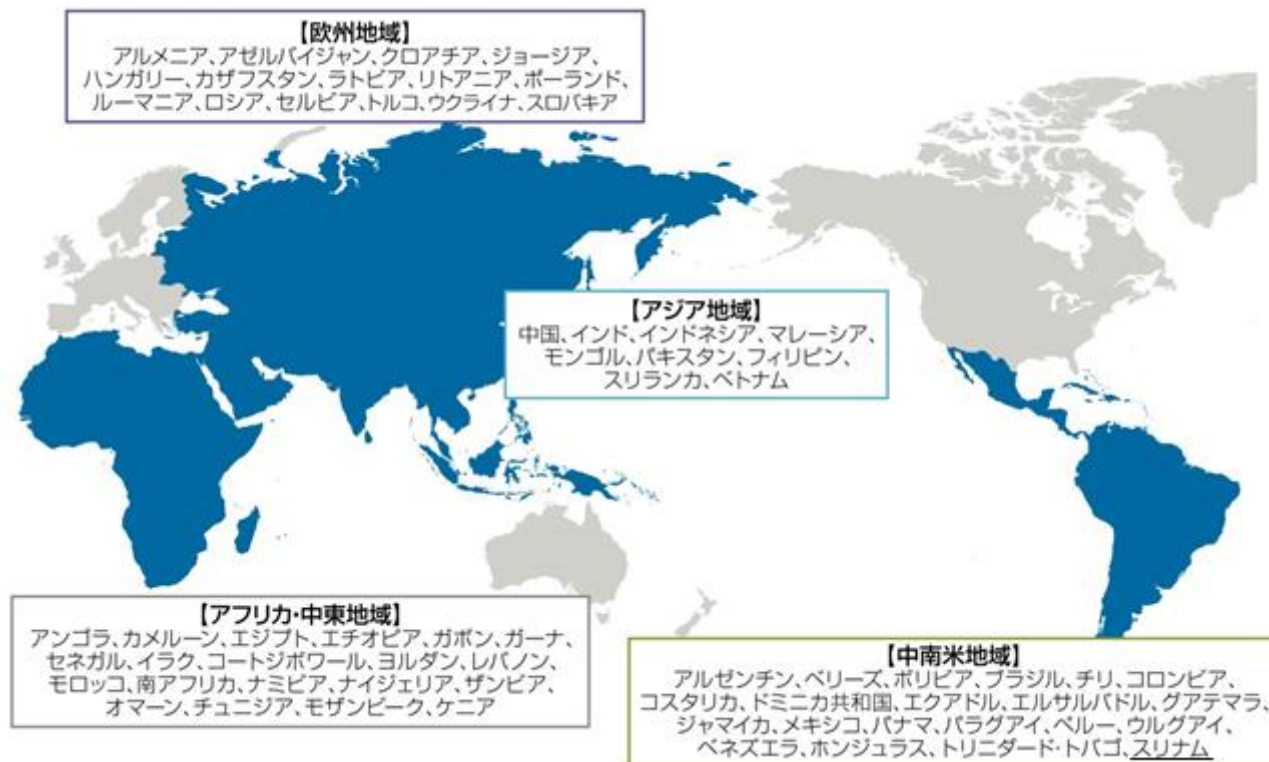 【欧州地域】
アルメニア、アゼルバイジャン、クロアチア、ジョージア、
ハンガリー、カザフスタン、ラトビア、リトアニア、ポーランド、
ルーマニア、ロシア、セルビア、トルコ、ウクライナ、スロバキア
【アジア地域】
中国、インド、インドネシア、マレーシア、
モンゴル、パキスタン、フィリピン、
スリランカ、ベトナム
【アフリカ・中東地域】
アンゴラ、カメルーン、エジプト、エチオピア、ガボン、ガーナ、
セネガル、イラク、コートジボワール、ヨルダン、レバノン、
モロッコ、南アフリカ、ナミビア、ナイジェリア、ザンビア、
オマーン、チュニジア、モザンビーク、ケニア
【中南米地域】
アルゼンチン、ベリーズ、ボリビア、ブラジル、チリ、コロンビア、
コスタリカ、ドミニカ共和国、エクアドル、エルサルバドル、グアテマラ、
ジャマイカ、メキシコ、パナマ、パラグアイ、ペルー、ウルグアイ、
ベネズエラ、ホンジュラス、トリニダード・トバゴ、スリナム